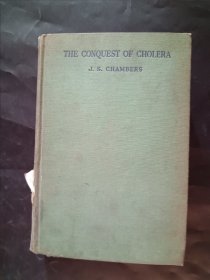 THE CONQUEST OF CHOLERA
J. S. CHAMBERS